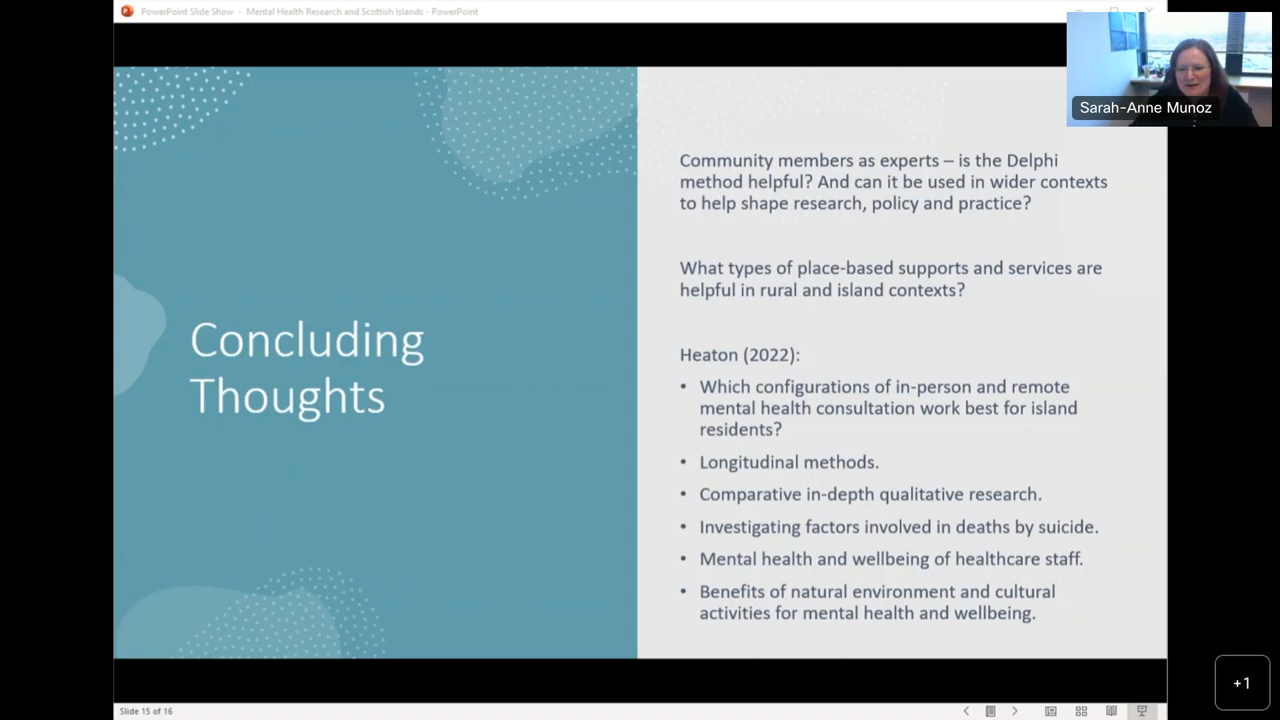 PowerPoint Slide Show - Mental Health Research and Scottish Islands - PowerPoint
Sarah-Anne Munoz
Concluding
Thoughts
Community members as experts – is the Delphi
method helpful? And can it be used in wider contexts
to help shape research, policy and practice?
What types of place-based supports and services are
helpful in rural and island contexts?
Heaton (2022):
• Which configurations of in-person and remote
mental health consultation work best for island
residents?
• Longitudinal methods.
• Comparative in-depth qualitative research.
• Investigating factors involved in deaths by suicide.
• Mental health and wellbeing of healthcare staff.
• Benefits of natural environment and cultural
activities for mental health and wellbeing.
+1
Slide 15 of 16